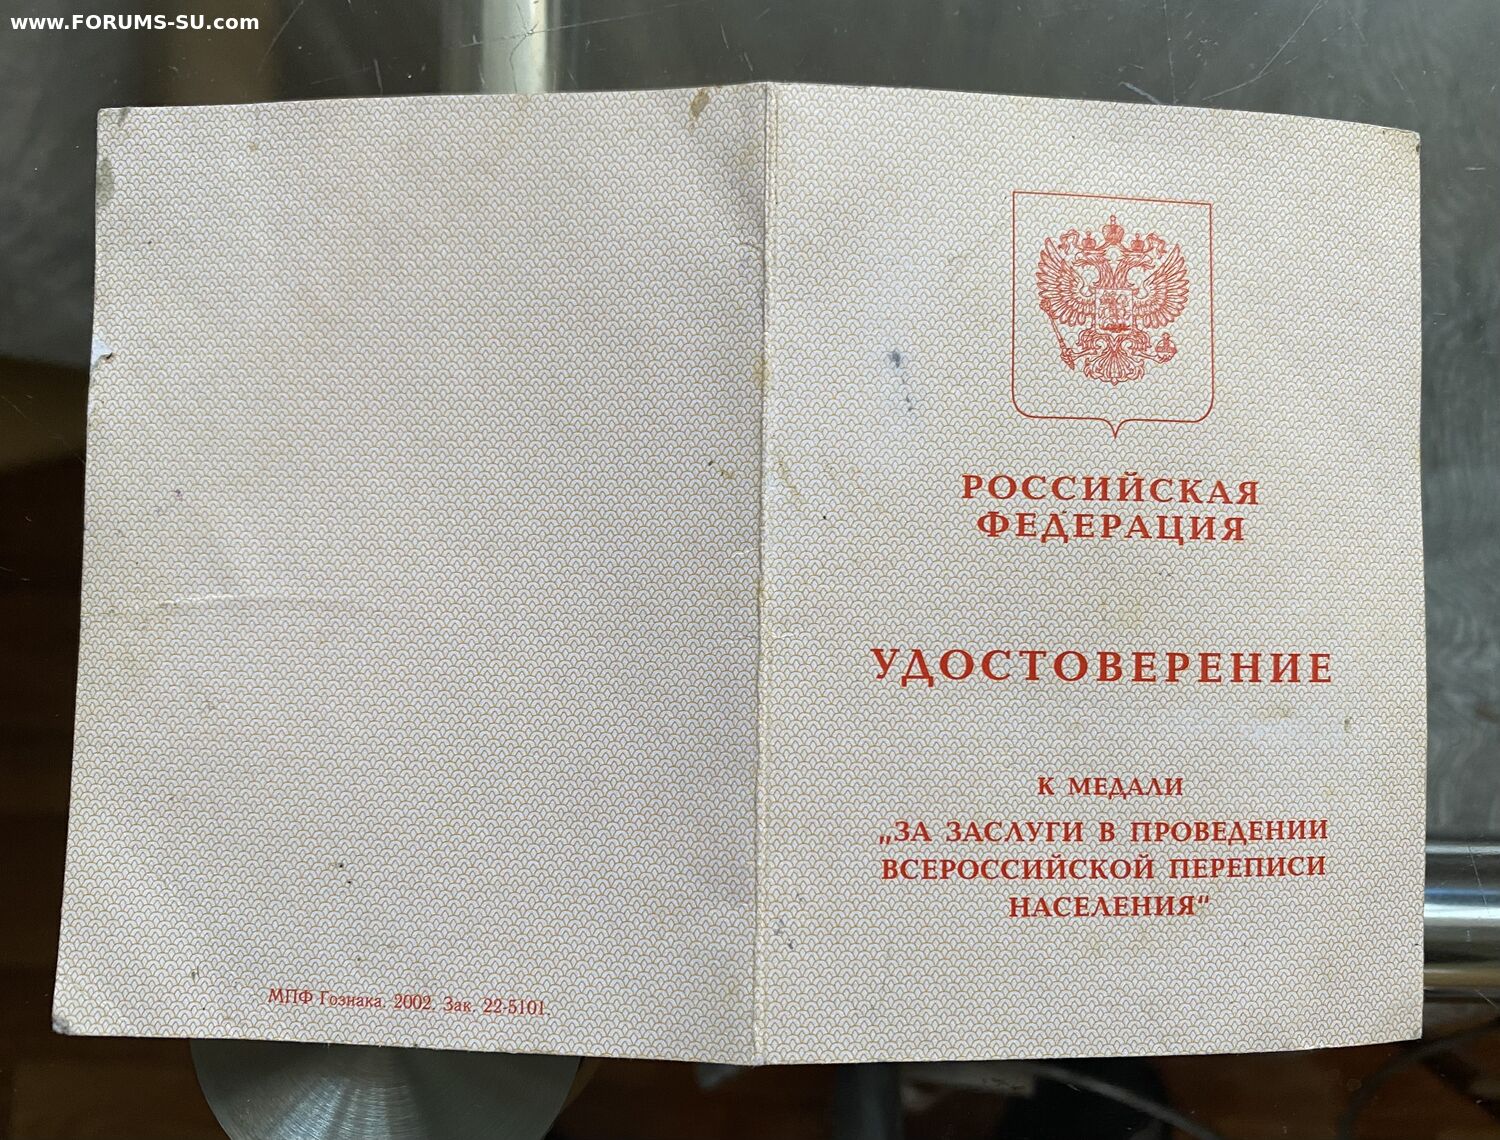 www.FORUMS-SU.com
РОССИЙСКАЯ
ФЕДЕРАЦИЯ
УДОСТОВЕРЕНИЕ
К МЕДАЛИ
„ЗА ЗАСЛУГИ В ПРОВЕДЕНИИ
ВСЕРОССИЙСКОЙ ПЕРЕПИСИ
НАСЕЛЕНИЯ“
МПФ Гознака. 2002. Зак. 22-5101.